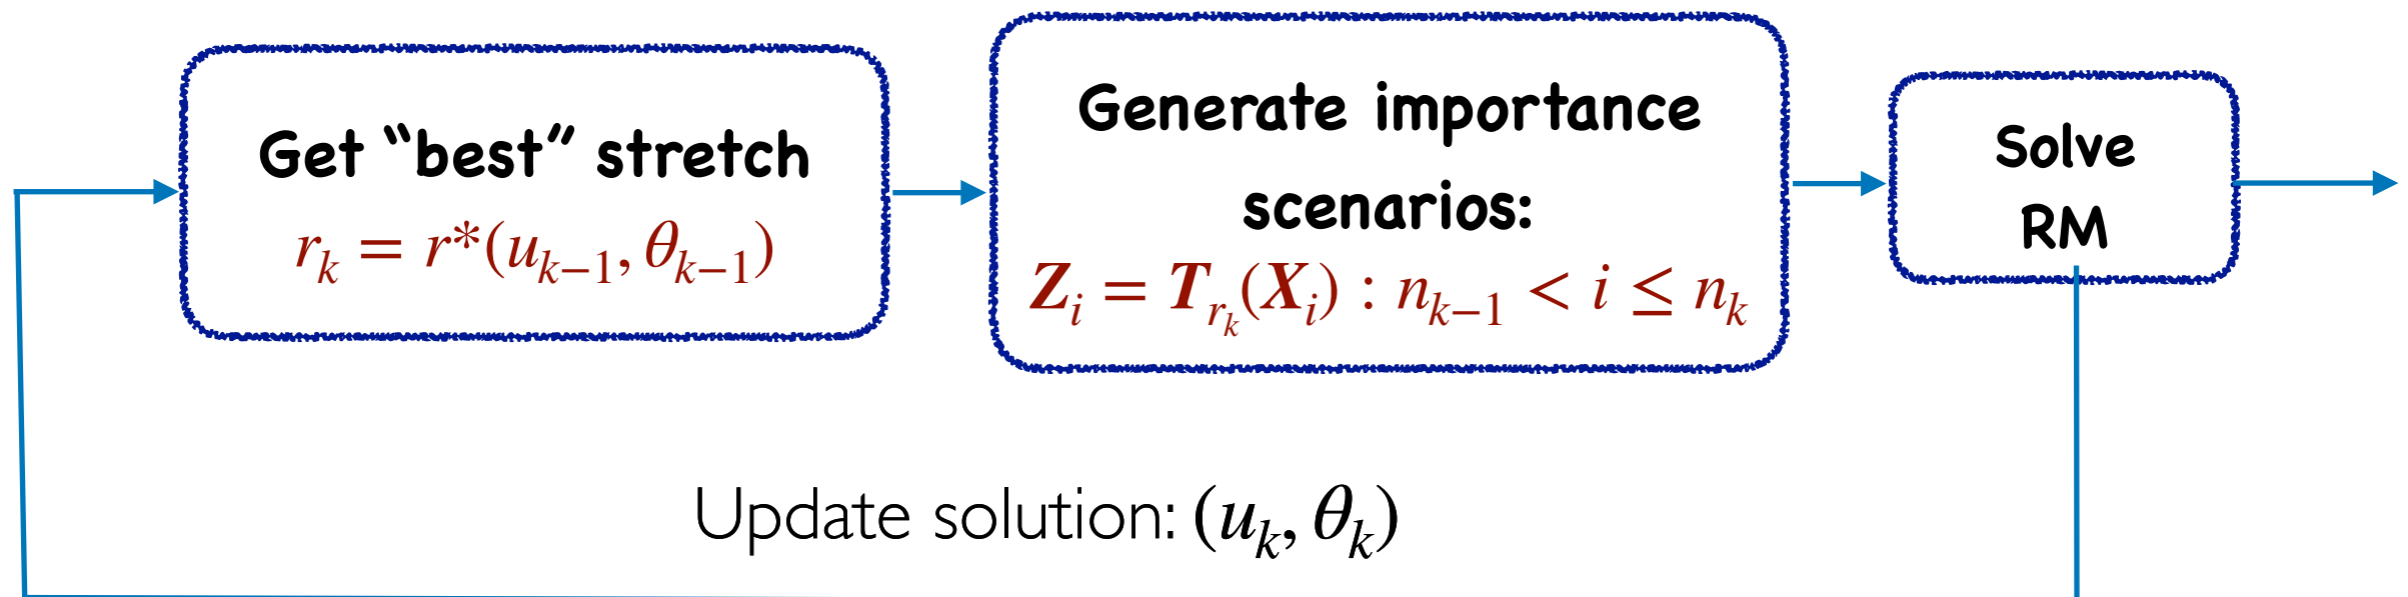 Get “best” stretch
r_k = r*(u_{k−1}, θ_{k−1})
Generate importance
scenarios:
Z_i = T_{r_k}(X_i) : n_{k−1} < i ≤ n_k
Solve
RM
Update solution: (u_k, θ_k)